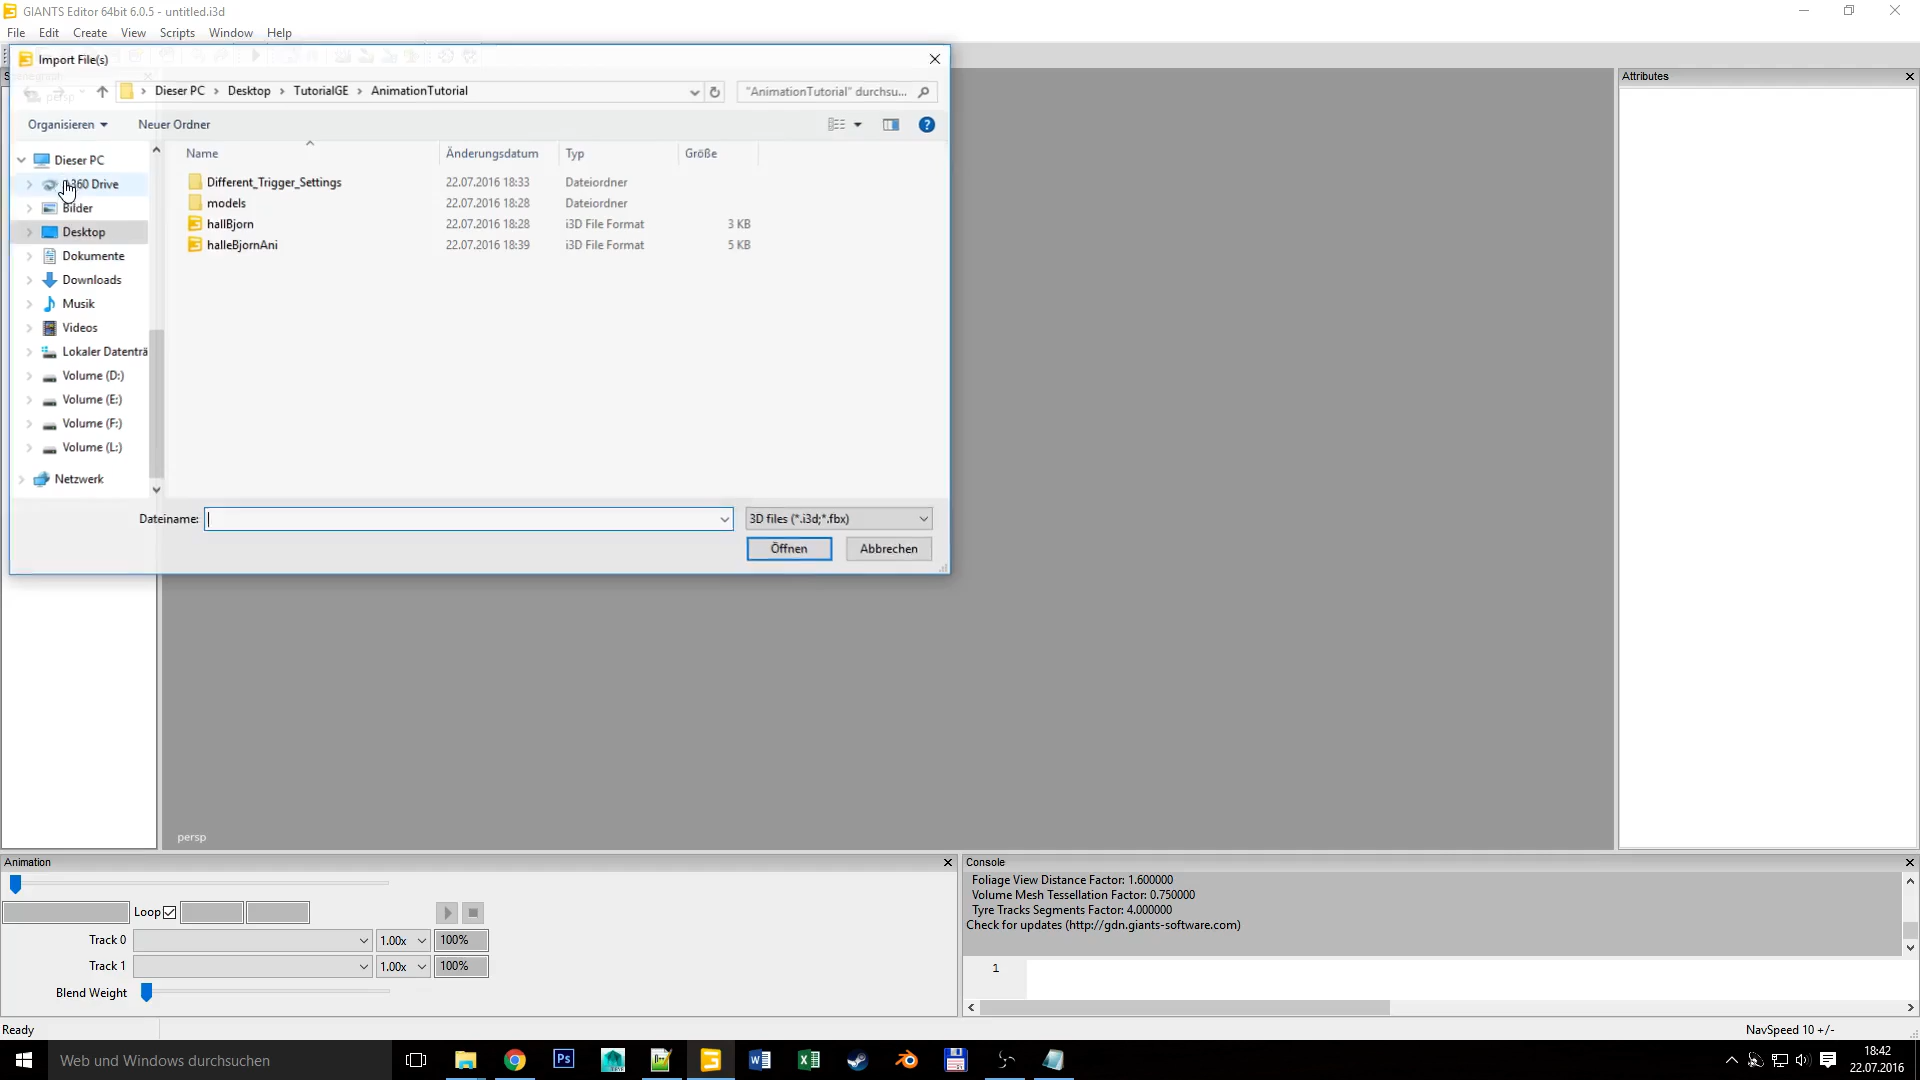 GIANTS Editor 64bit 6.0.5 - untitled.i3d
File Edit Create View Scripts Window Help
Import File(s)
Dieser PC Desktop TutorialGE AnimationTutorial
"AnimationTutorial" durchsu...
Organisieren Neuer Ordner
Name Änderungsdatum Typ Größe
Different_Trigger_Settings 22.07.2016 18:33 Dateiordner
models 22.07.2016 18:28 Dateiordner
hallBjorn 22.07.2016 18:28 i3D File Format 3 KB
halleBjornAni 22.07.2016 18:39 i3D File Format 5 KB
Dieser PC
360 Drive
Bilder
Desktop
Dokumente
Downloads
Musik
Videos
Lokaler Datenträ
Volume (D:)
Volume (E:)
Volume (F:)
Volume (L:)
Netzwerk
Dateiname:
3D files (*.i3d;*.fbx)
Öffnen Abbrechen
Attributes
persp
persp
Animation
Loop
Track 0 1.00x 100%
Track 1 1.00x 100%
Blend Weight
Console
Foliage View Distance Factor: 1.600000
Volume Mesh Tessellation Factor: 0.750000
Tyre Tracks Segments Factor: 4.000000
Check for updates (http://gdn.giants-software.com)
1
Ready
NavSpeed 10 +/-
Web und Windows durchsuchen
Ps
18:42
22.07.2016